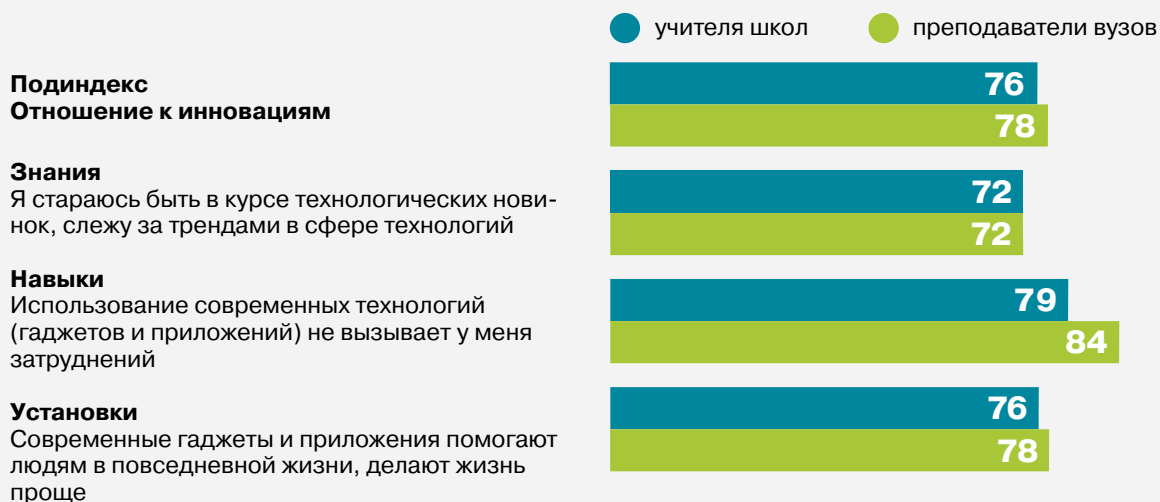 учителя школ преподаватели вузов
Подиндекс
Отношение к инновациям
76
78
Знания
Я стараюсь быть в курсе технологических нови-
нок, слежу за трендами в сфере технологий
72
72
Навыки
Использование современных технологий
(гаджетов и приложений) не вызывает у меня
затруднений
79
84
Установки
Современные гаджеты и приложения помогают
людям в повседневной жизни, делают жизнь
проще
76
78